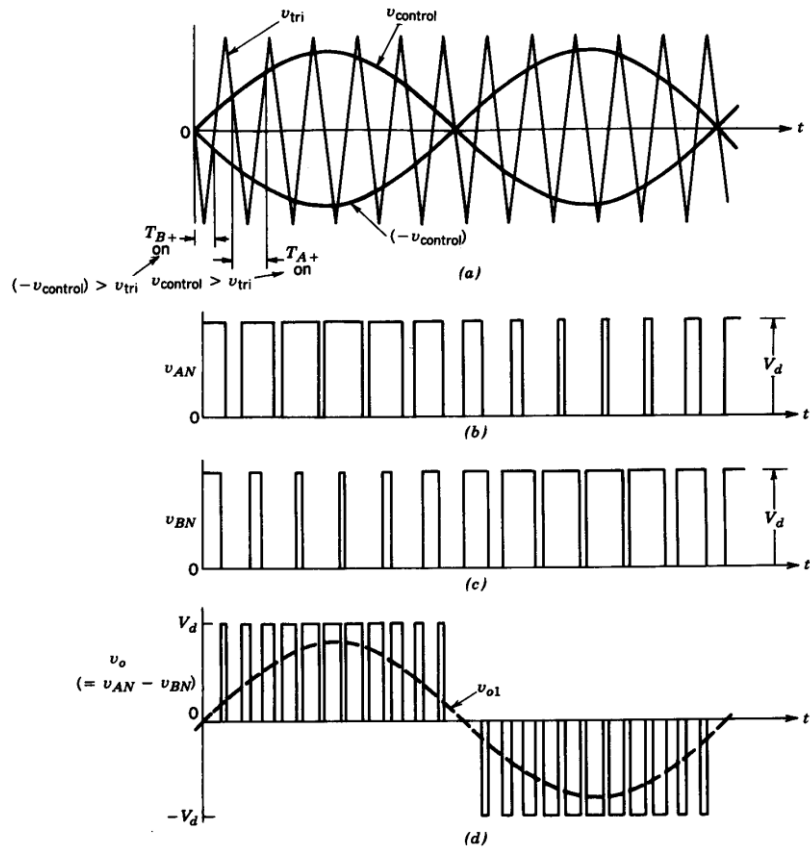 v_tri
v_control
0
t
T_B+
on
(−v_control)
T_A+
on
(−v_control) > v_tri
v_control > v_tri
(a)
v_AN
V_d
0
t
(b)
v_BN
V_d
0
t
(c)
V_d
v_o
(= v_AN − v_BN)
v_o1
0
t
−V_d
(d)